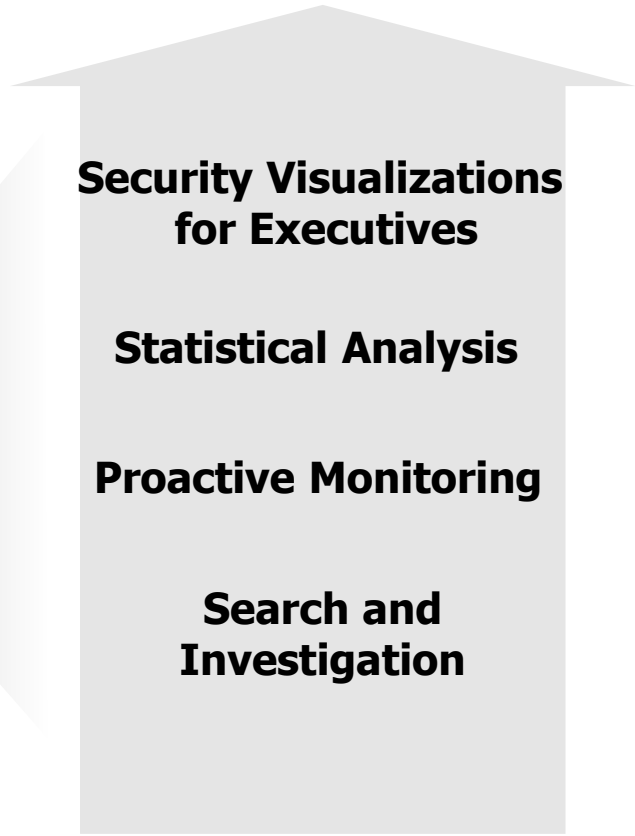 Security Visualizations
for Executives
Statistical Analysis
Proactive Monitoring
Search and
Investigation